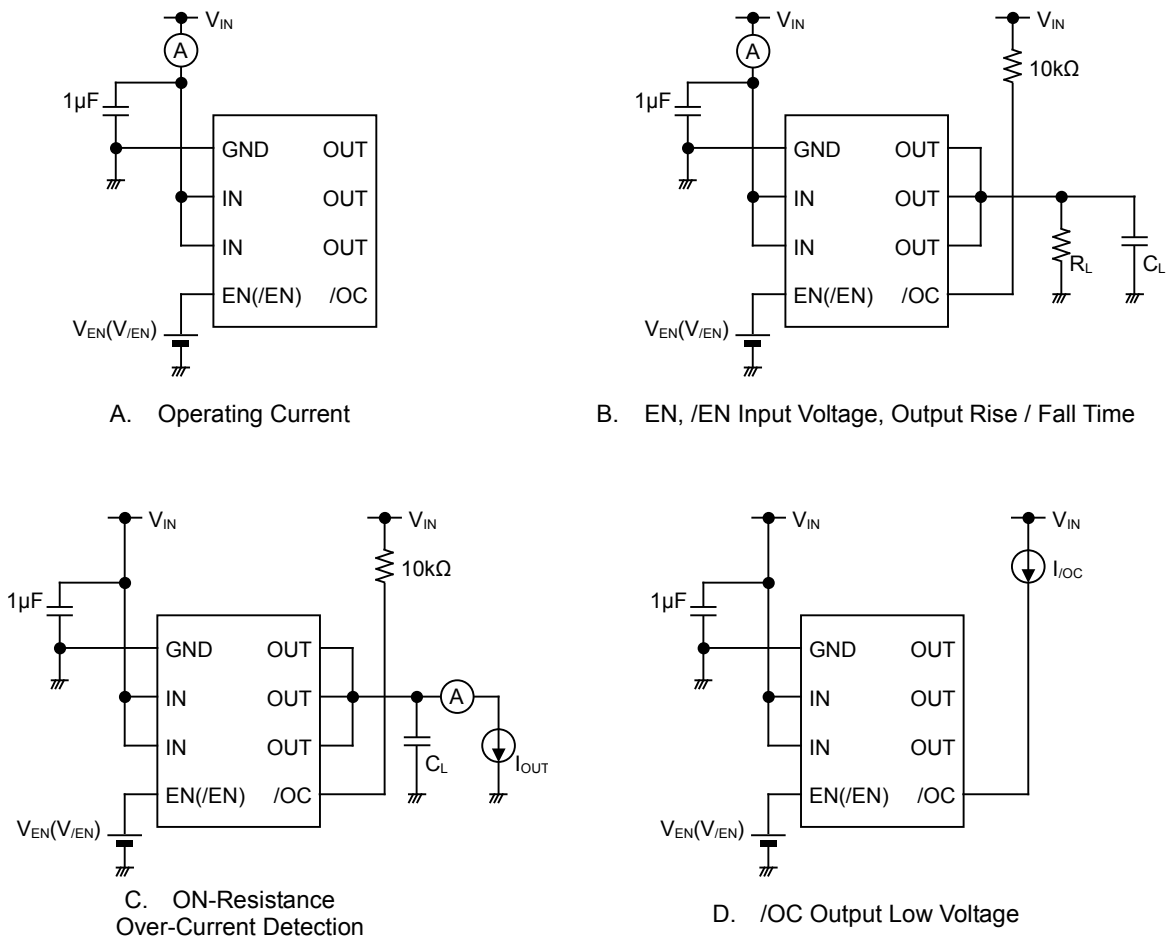 VIN
A
1µF
GND OUT
IN OUT
IN OUT
EN(/EN) /OC
VEN(V/EN)
A. Operating Current
VIN VIN
A
10kΩ
1µF
GND OUT
IN OUT
IN OUT
RL CL
EN(/EN) /OC
VEN(V/EN)
B. EN, /EN Input Voltage, Output Rise / Fall Time
VIN VIN
10kΩ
1µF
GND OUT
IN OUT A
IN OUT
CL IOUT
EN(/EN) /OC
VEN(V/EN)
C. ON-Resistance
Over-Current Detection
VIN VIN
I/OC
1µF
GND OUT
IN OUT
IN OUT
EN(/EN) /OC
VEN(V/EN)
D. /OC Output Low Voltage